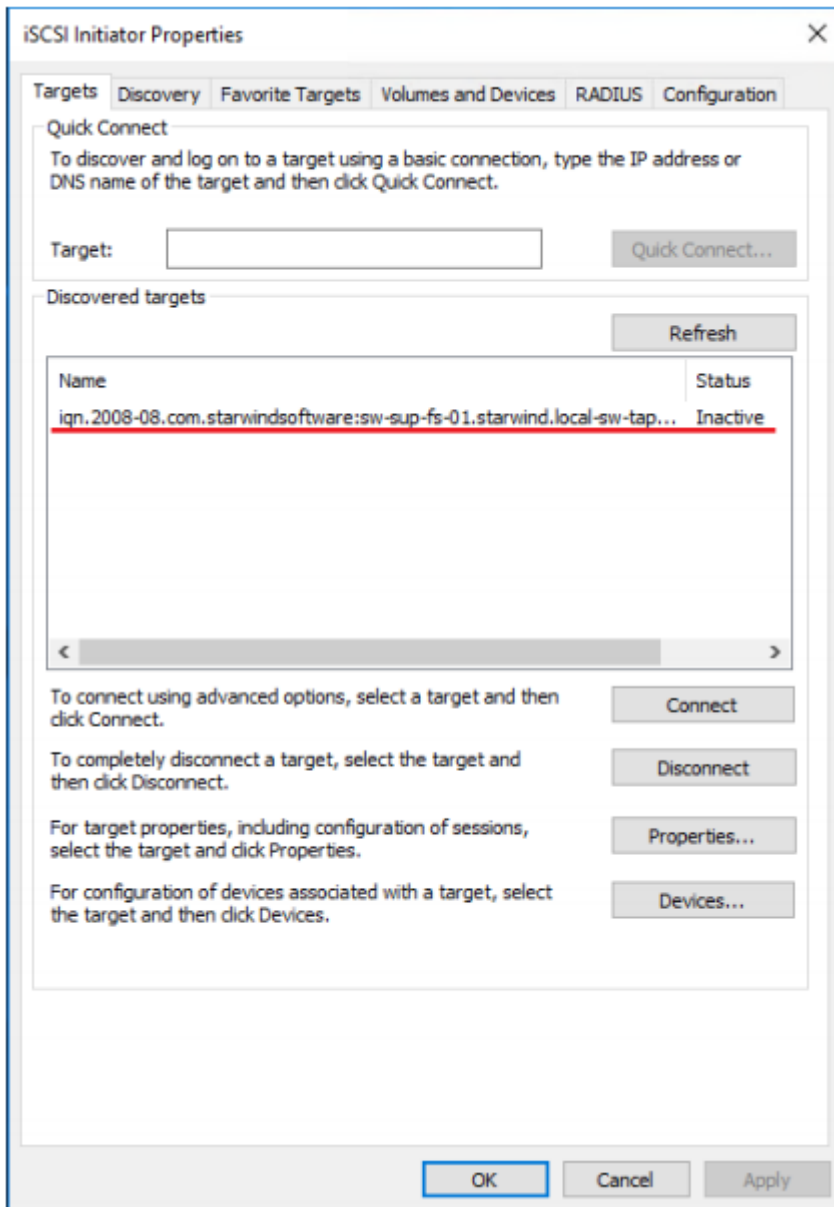 iSCSI Initiator Properties
Targets Discovery Favorite Targets Volumes and Devices RADIUS Configuration
Quick Connect
To discover and log on to a target using a basic connection, type the IP address or
DNS name of the target and then click Quick Connect.
Target:
Quick Connect...
Discovered targets
Refresh
Name Status
iqn.2008-08.com.starwindsoftware:sw-sup-fs-01.starwind.local-sw-tap... Inactive
To connect using advanced options, select a target and then
click Connect.
Connect
To completely disconnect a target, select the target and
then click Disconnect.
Disconnect
For target properties, including configuration of sessions,
select the target and click Properties.
Properties...
For configuration of devices associated with a target, select
the target and then click Devices.
Devices...
OK Cancel Apply